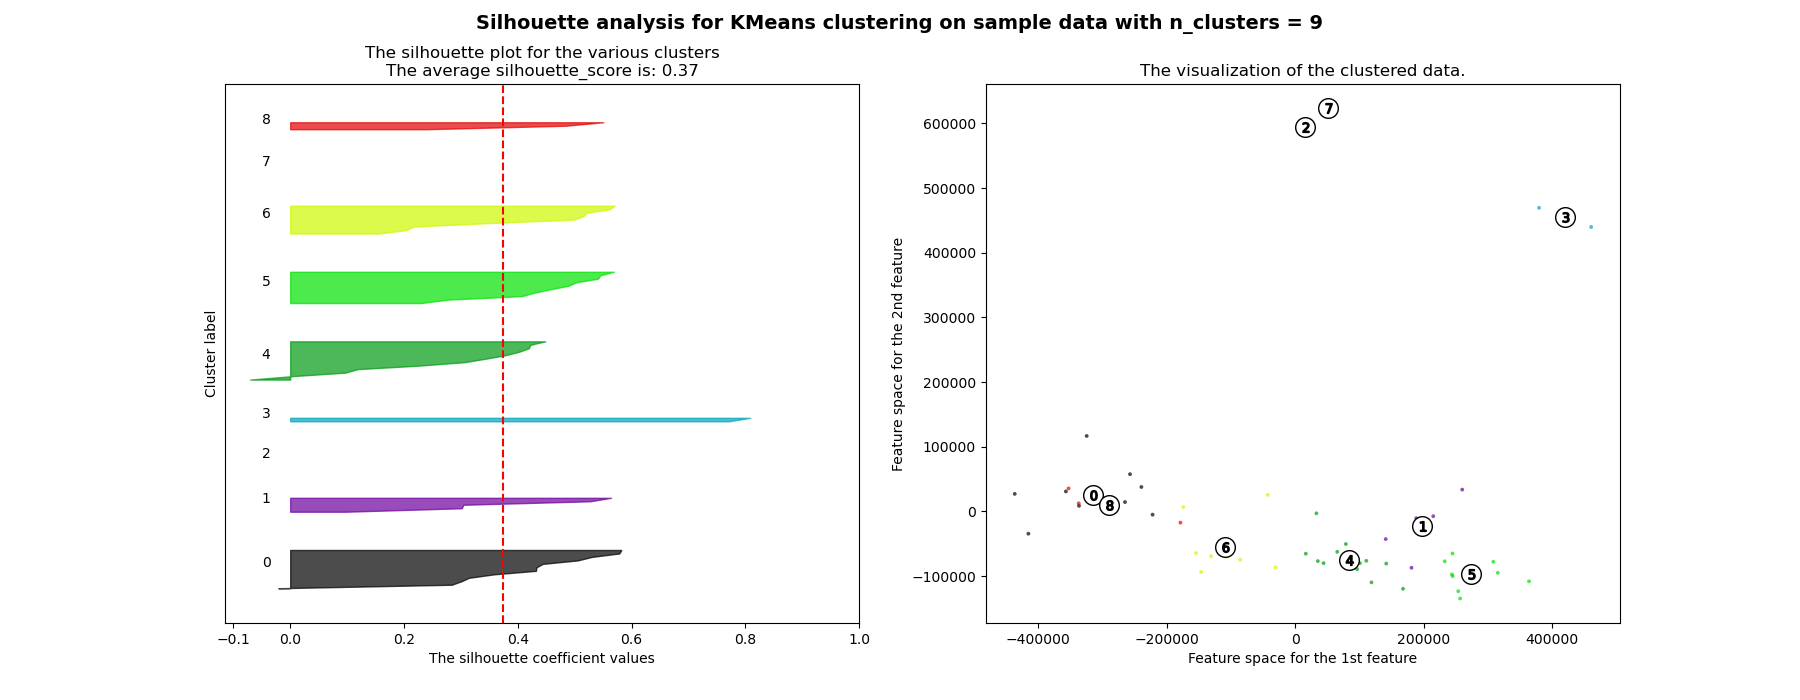 Silhouette analysis for KMeans clustering on sample data with n_clusters = 9
The silhouette plot for the various clusters
The average silhouette_score is: 0.37
8
7
6
5
4
3
2
1
0
Cluster label
−0.1 0.0 0.2 0.4 0.6 0.8 1.0
The silhouette coefficient values
The visualization of the clustered data.
7
2
3
0
8
1
6
4
5
600000
500000
400000
300000
200000
100000
0
−100000
Feature space for the 2nd feature
−400000 −200000 0 200000 400000
Feature space for the 1st feature